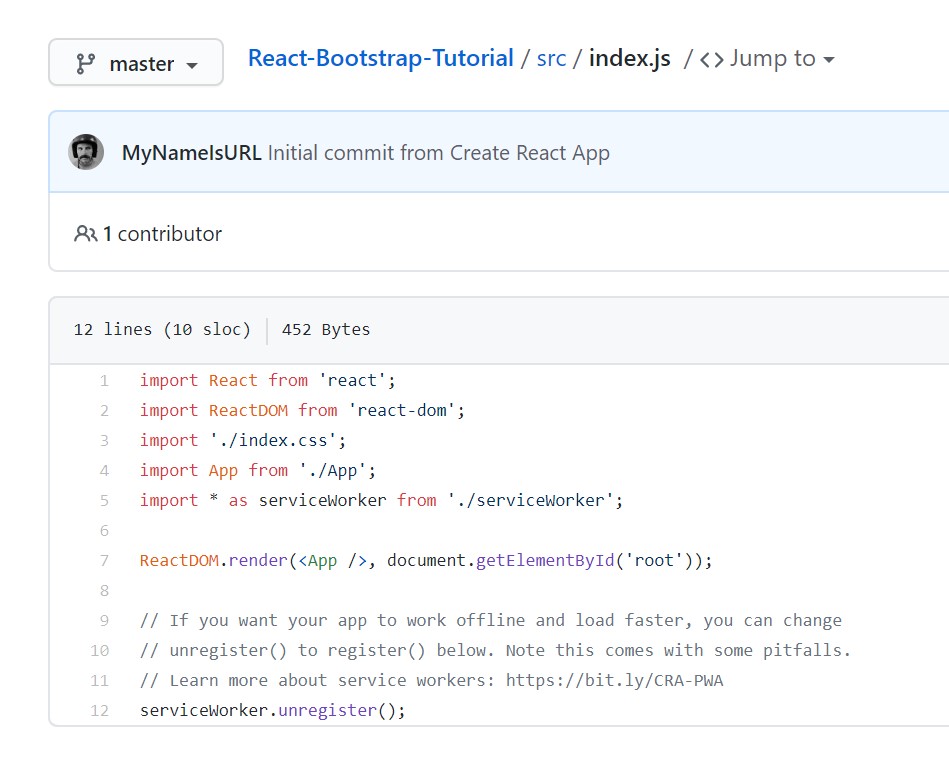 master React-Bootstrap-Tutorial / src / index.js / <> Jump to
MyNameIsURL Initial commit from Create React App
1 contributor
12 lines (10 sloc) 452 Bytes
1 import React from 'react';
2 import ReactDOM from 'react-dom';
3 import './index.css';
4 import App from './App';
5 import * as serviceWorker from './serviceWorker';
6
7 ReactDOM.render(<App />, document.getElementById('root'));
8
9 // If you want your app to work offline and load faster, you can change
10 // unregister() to register() below. Note this comes with some pitfalls.
11 // Learn more about service workers: https://bit.ly/CRA-PWA
12 serviceWorker.unregister();